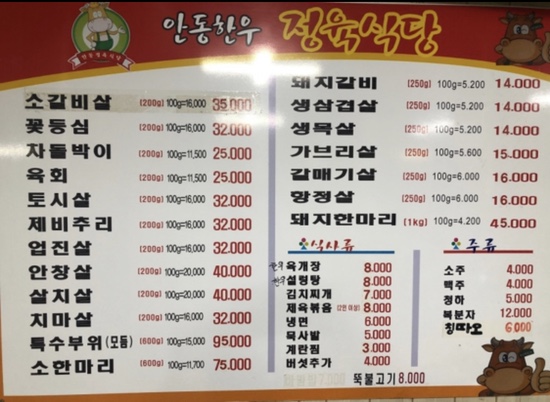 안동한우 정육식당
소갈비살 (200g) 100g=16,000 35,000
꽃등심 (200g) 100g=16,000 32.000
차돌박이 (200g) 100g=11,500 25.000
육회 (200g) 100g=11,500 25.000
토시살 (200g) 100g=16,000 32.000
제비추리 (200g) 100g=16,000 32.000
업진살 (200g) 100g=16,000 32.000
안창살 (200g) 100g=20,000 40.000
살치살 (200g) 100g=20,000 40.000
치마살 (200g) 100g=16,000 32.000
특수부위(모듬) (600g) 100g=15,000 95000
소한마리 (600g) 100g=11,700 75.000
돼지갈비 (250g) 100g=5.200 14.000
생삼겹살 (250g) 100g=5.200 14.000
생목살 (250g) 100g=5.200 14.000
가브리살 (250g) 100g=5.600 15.000
갈매기살 (250g) 100g=6.000 16.000
항정살 (250g) 100g=6.000 16.000
돼지한마리 (1kg) 100g=4.200 45.000
식사류
육개장 8.000
한우 설렁탕 8.000
김치찌개 7.000
제육볶음 (2인 이상) 8.000
냉면 6.000
묵사발 5.000
계란찜 3.000
버섯추가 4.000
뚝불고기 8.000
주류
소주 4.000
맥주 4.000
청하 5.000
복분자 12.000
칭따오 6.000